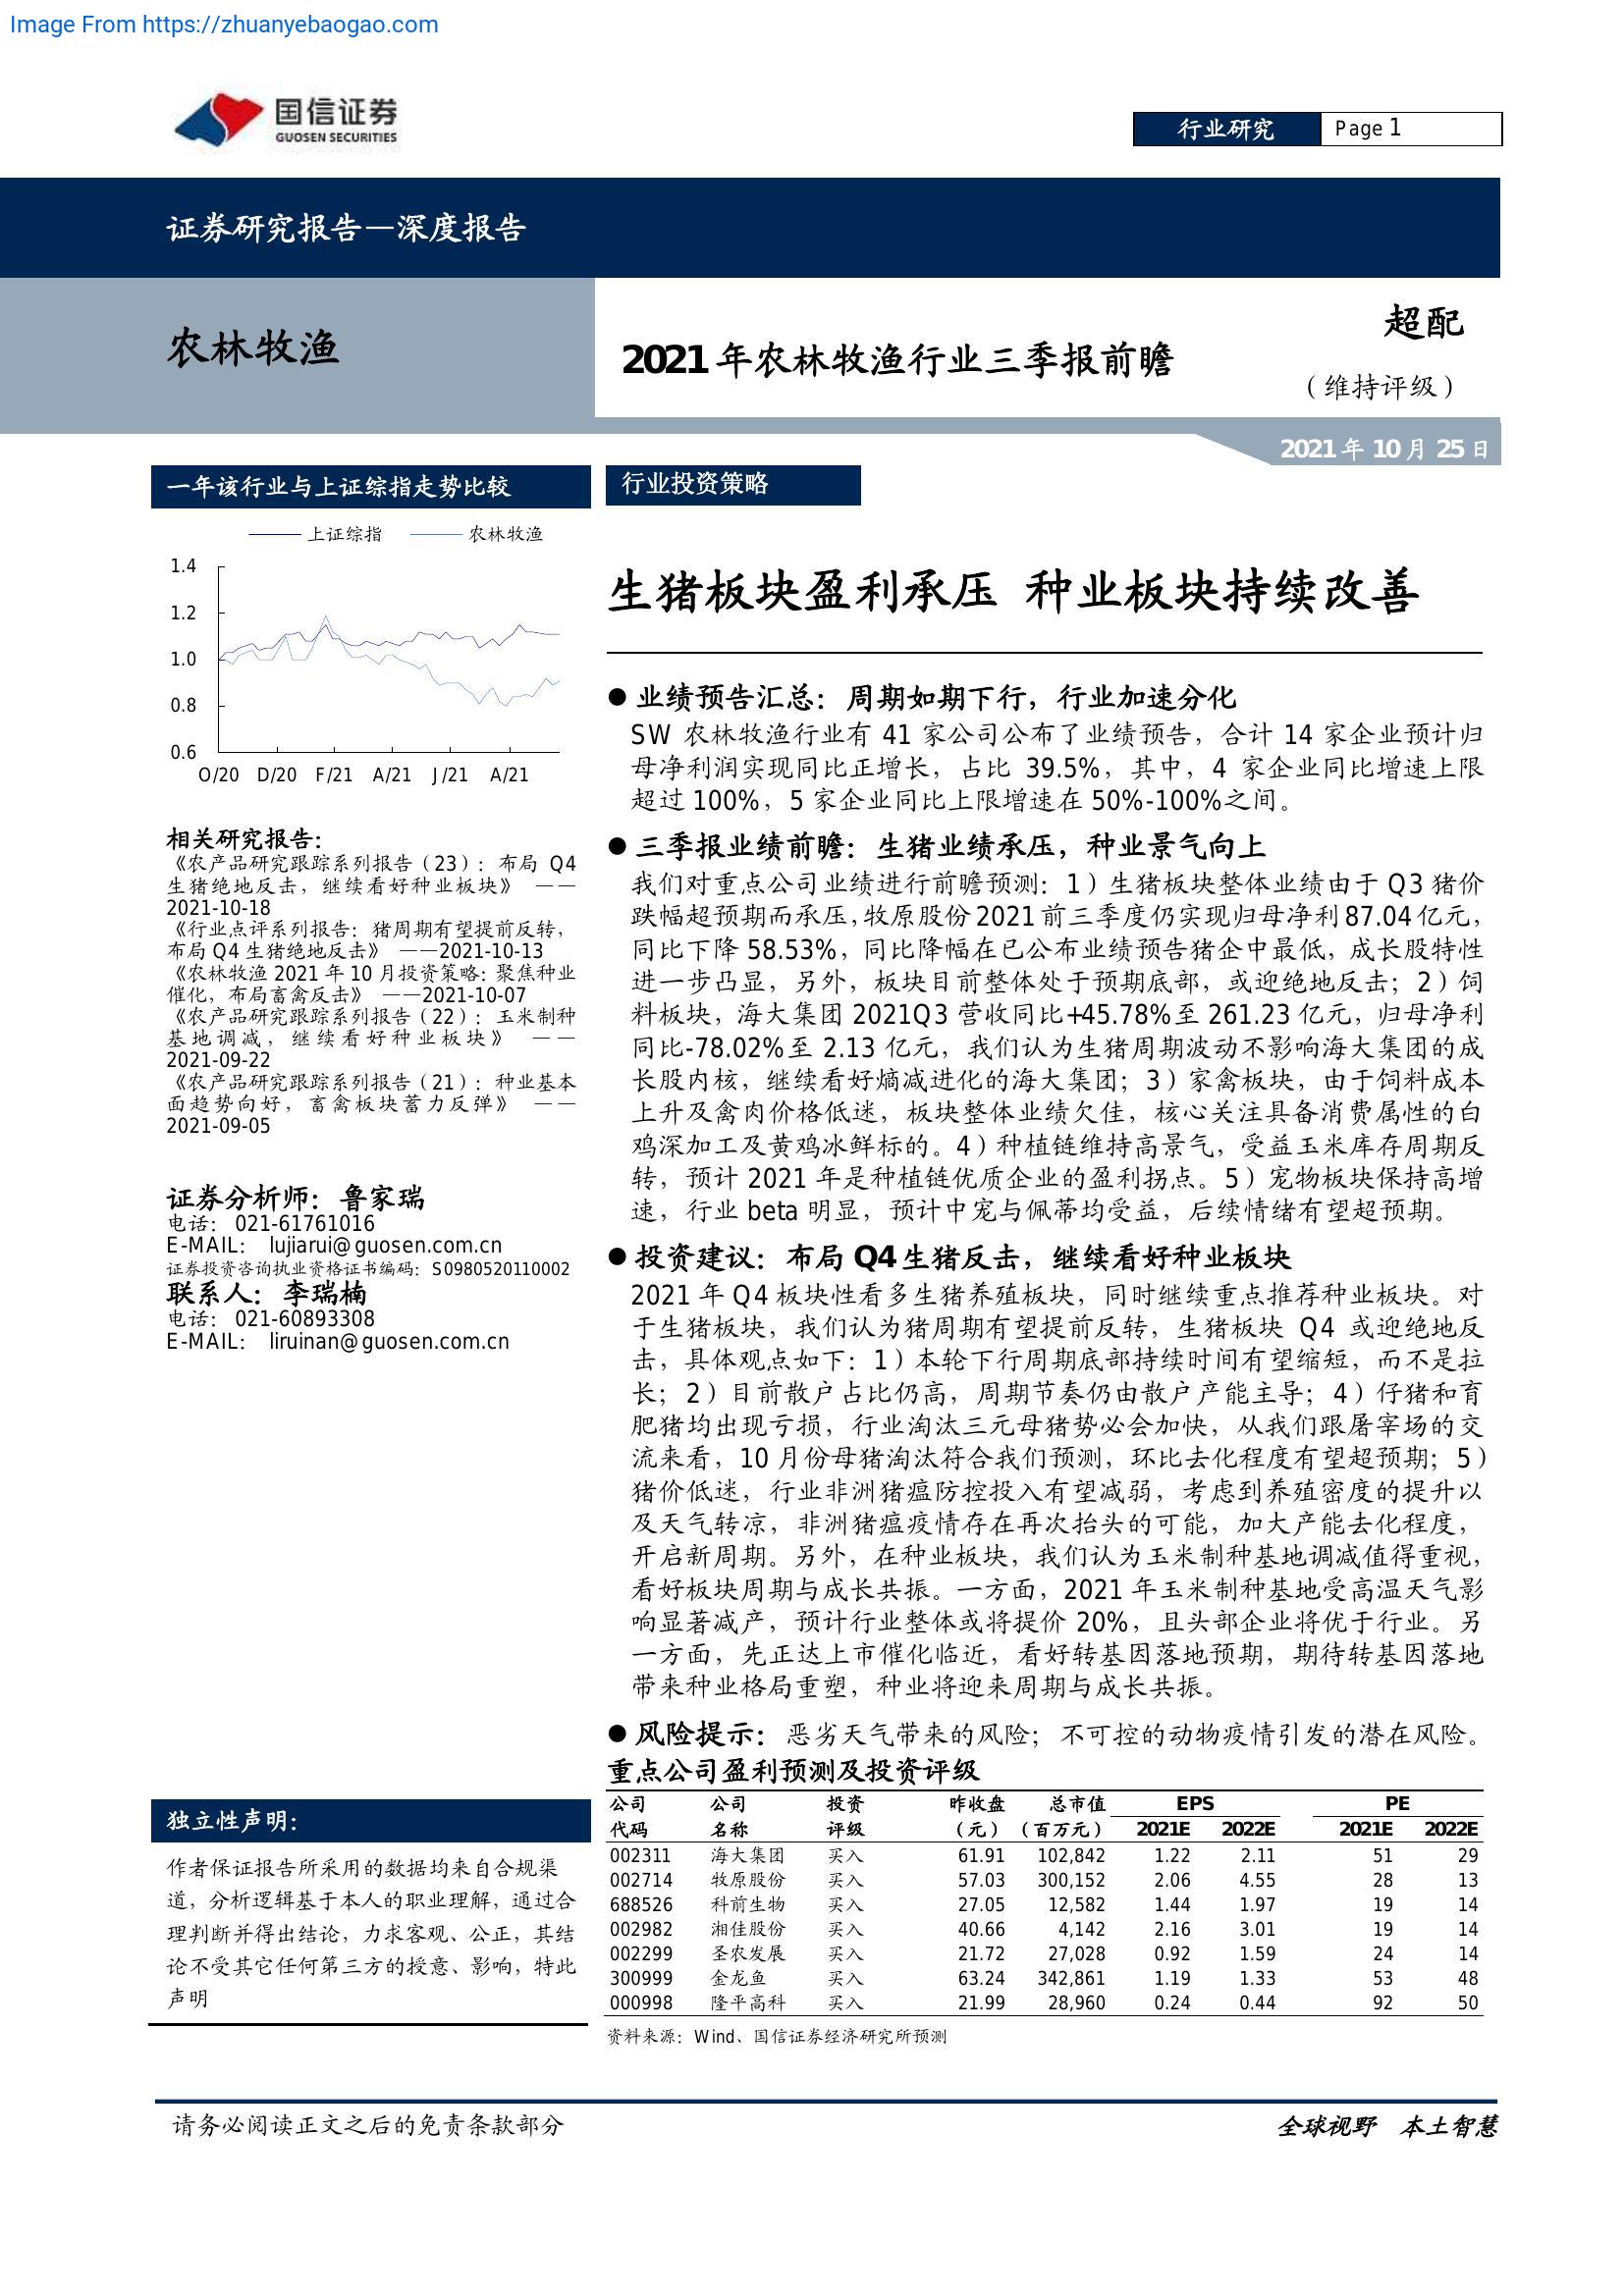 Image From https://zhuanyebaogao.com
国信证券
GUOSEN SECURITIES
行业研究 Page 1
证券研究报告—深度报告
农林牧渔
2021 年农林牧渔行业三季报前瞻
超配
（维持评级）
2021 年 10 月 25 日
一年该行业与上证综指走势比较
上证综指 农林牧渔
1.4
1.2
1.0
0.8
0.6
O/20 D/20 F/21 A/21 J/21 A/21
相关研究报告：
《农产品研究跟踪系列报告（23）：布局 Q4
生猪绝地反击，继续看好种业板块》 ——
2021-10-18
《行业点评系列报告：猪周期有望提前反转，
布局 Q4 生猪绝地反击》 ——2021-10-13
《农林牧渔 2021 年 10 月投资策略：聚焦种业
催化，布局畜禽反击》 ——2021-10-07
《农产品研究跟踪系列报告（22）：玉米制种
基地调减，继续看好种业板块》 ——
2021-09-22
《农产品研究跟踪系列报告（21）：种业基本
面趋势向好，畜禽板块蓄力反弹》 ——
2021-09-05
证券分析师：鲁家瑞
电话： 021-61761016
E-MAIL： lujiarui@guosen.com.cn
证券投资咨询执业资格证书编码：S0980520110002
联系人：李瑞楠
电话： 021-60893308
E-MAIL： liruinan@guosen.com.cn
独立性声明：
作者保证报告所采用的数据均来自合规渠
道，分析逻辑基于本人的职业理解，通过合
理判断并得出结论，力求客观、公正，其结
论不受其它任何第三方的授意、影响，特此
声明
行业投资策略
生猪板块盈利承压 种业板块持续改善
● 业绩预告汇总：周期如期下行，行业加速分化
SW 农林牧渔行业有 41 家公司公布了业绩预告，合计 14 家企业预计归
母净利润实现同比正增长，占比 39.5%，其中，4 家企业同比增速上限
超过 100%，5 家企业同比上限增速在 50%-100%之间。
● 三季报业绩前瞻：生猪业绩承压，种业景气向上
我们对重点公司业绩进行前瞻预测：1）生猪板块整体业绩由于 Q3 猪价
跌幅超预期而承压，牧原股份 2021 前三季度仍实现归母净利 87.04 亿元，
同比下降 58.53%，同比降幅在已公布业绩预告猪企中最低，成长股特性
进一步凸显，另外，板块目前整体处于预期底部，或迎绝地反击；2）饲
料板块，海大集团 2021Q3 营收同比+45.78%至 261.23 亿元，归母净利
同比-78.02%至 2.13 亿元，我们认为生猪周期波动不影响海大集团的成
长股内核，继续看好熵减进化的海大集团；3）家禽板块，由于饲料成本
上升及禽肉价格低迷，板块整体业绩欠佳，核心关注具备消费属性的白
鸡深加工及黄鸡冰鲜标的。4）种植链维持高景气，受益玉米库存周期反
转，预计 2021 年是种植链优质企业的盈利拐点。5）宠物板块保持高增
速，行业 beta 明显，预计中宠与佩蒂均受益，后续情绪有望超预期。
● 投资建议：布局 Q4 生猪反击，继续看好种业板块
2021 年 Q4 板块性看多生猪养殖板块，同时继续重点推荐种业板块。对
于生猪板块，我们认为猪周期有望提前反转，生猪板块 Q4 或迎绝地反
击，具体观点如下：1）本轮下行周期底部持续时间有望缩短，而不是拉
长；2）目前散户占比仍高，周期节奏仍由散户产能主导；4）仔猪和育
肥猪均出现亏损，行业淘汰三元母猪势必会加快，从我们跟屠宰场的交
流来看，10 月份母猪淘汰符合我们预测，环比去化程度有望超预期；5）
猪价低迷，行业非洲猪瘟防控投入有望减弱，考虑到养殖密度的提升以
及天气转凉，非洲猪瘟疫情存在再次抬头的可能，加大产能去化程度，
开启新周期。另外，在种业板块，我们认为玉米制种基地调减值得重视，
看好板块周期与成长共振。一方面，2021 年玉米制种基地受高温天气影
响显著减产，预计行业整体或将提价 20%，且头部企业将优于行业。另
一方面，先正达上市催化临近，看好转基因落地预期，期待转基因落地
带来种业格局重塑，种业将迎来周期与成长共振。
● 风险提示：恶劣天气带来的风险；不可控的动物疫情引发的潜在风险。
重点公司盈利预测及投资评级
公司 公司 投资 昨收盘 总市值 EPS PE
代码 名称 评级 （元） （百万元） 2021E 2022E 2021E 2022E
002311 海大集团 买入 61.91 102,842 1.22 2.11 51 29
002714 牧原股份 买入 57.03 300,152 2.06 4.55 28 13
688526 科前生物 买入 27.05 12,582 1.44 1.97 19 14
002982 湘佳股份 买入 40.66 4,142 2.16 3.01 19 14
002299 圣农发展 买入 21.72 27,028 0.92 1.59 24 14
300999 金龙鱼 买入 63.24 342,861 1.19 1.33 53 48
000998 隆平高科 买入 21.99 28,960 0.24 0.44 92 50
资料来源：Wind、国信证券经济研究所预测
请务必阅读正文之后的免责条款部分
全球视野 本土智慧